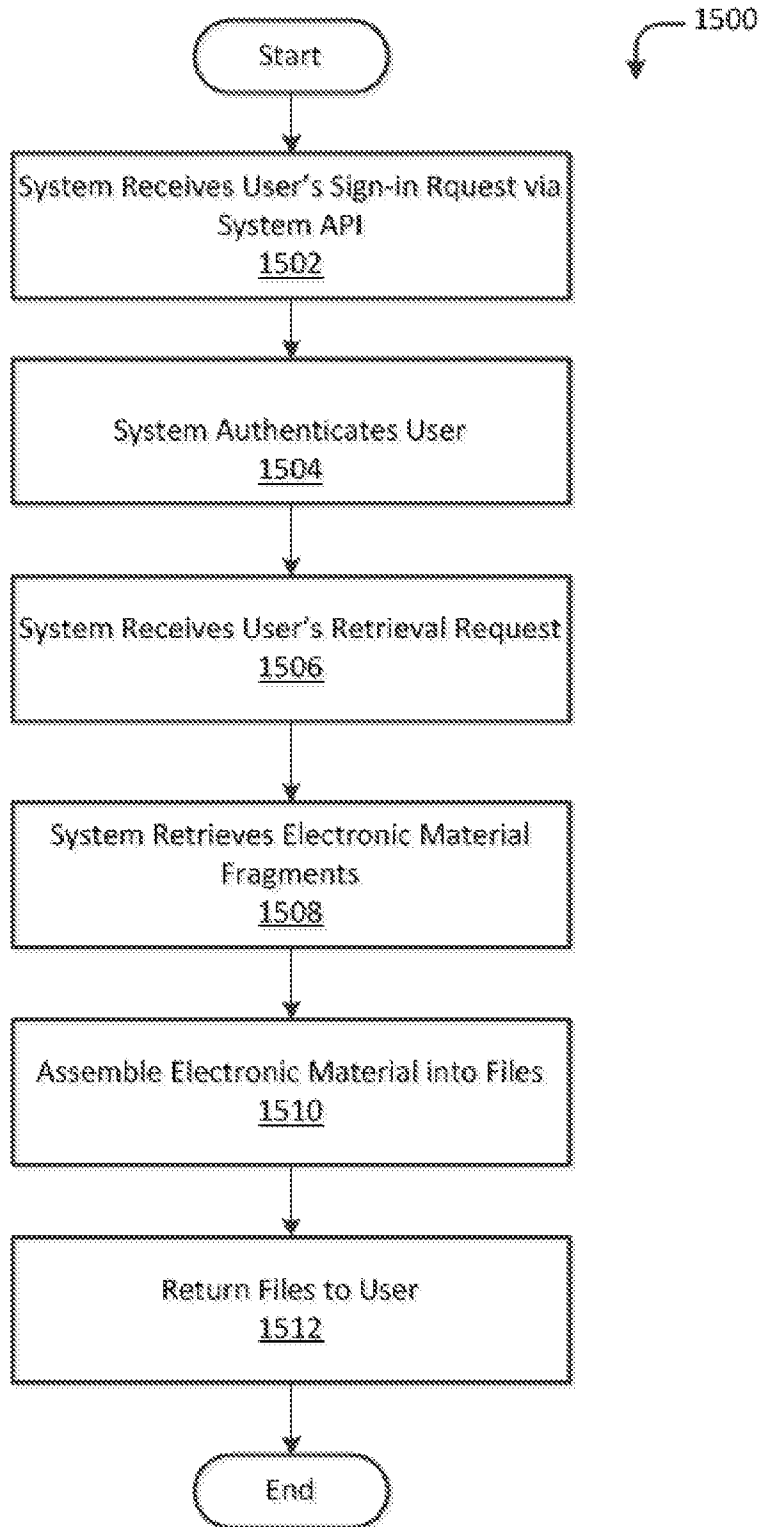 1500
Start
System Receives User's Sign-in Rquest via
System API
1502
System Authenticates User
1504
System Receives User's Retrieval Request
1506
System Retrieves Electronic Material
Fragments
1508
Assemble Electronic Material into Files
1510
Return Files to User
1512
End